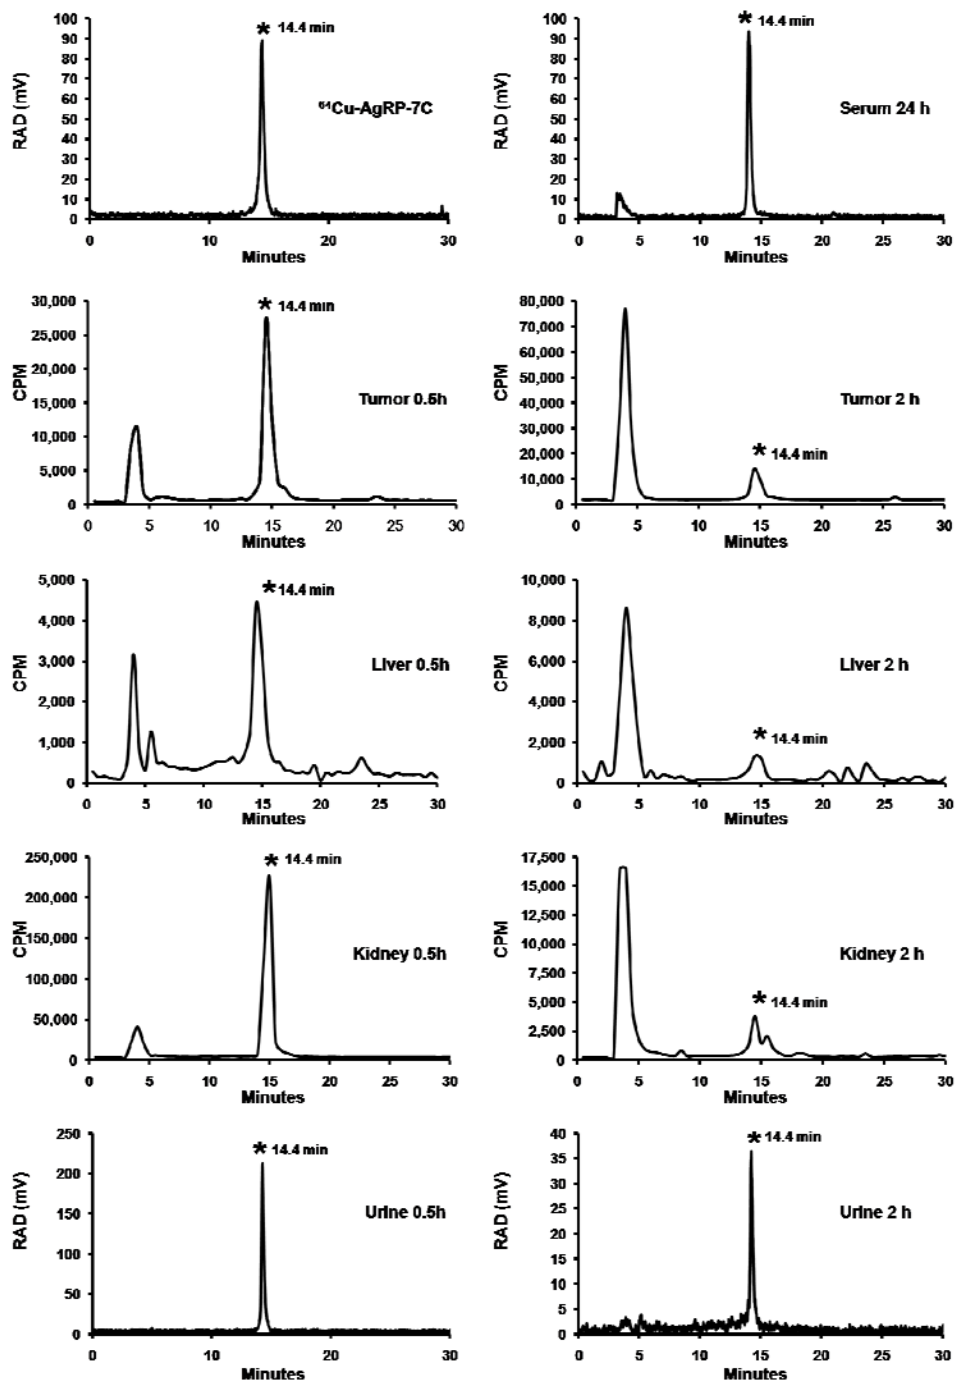 * 14.4 min
RAD (mV)
100
90
80
70
60
50
40
30
20
10
0
⁶⁴Cu-AgRP-7C
0 10 20 30
Minutes
* 14.4 min
RAD (mV)
100
90
80
70
60
50
40
30
20
10
0
Serum 24 h
0 5 10 15 20 25 30
Minutes
* 14.4 min
CPM
30,000
25,000
20,000
15,000
10,000
5,000
0
Tumor 0.5h
0 5 10 15 20 25 30
Minutes
* 14.4 min
CPM
80,000
70,000
60,000
50,000
40,000
30,000
20,000
10,000
0
Tumor 2 h
0 5 10 15 20 25 30
Minutes
* 14.4 min
CPM
5,000
4,000
3,000
2,000
1,000
0
Liver 0.5h
0 5 10 15 20 25 30
Minutes
* 14.4 min
CPM
10,000
8,000
6,000
4,000
2,000
0
Liver 2 h
0 5 10 15 20 25 30
Minutes
* 14.4 min
CPM
250,000
200,000
150,000
100,000
50,000
0
Kidney 0.5h
0 5 10 15 20 25 30
Minutes
* 14.4 min
CPM
17,500
15,000
12,500
10,000
7,500
5,000
2,500
0
Kidney 2 h
0 5 10 15 20 25 30
Minutes
* 14.4 min
RAD (mV)
250
200
150
100
50
0
Urine 0.5h
0 10 20 30
Minutes
* 14.4 min
RAD (mV)
40
35
30
25
20
15
10
5
0
Urine 2 h
0 5 10 15 20 25 30
Minutes